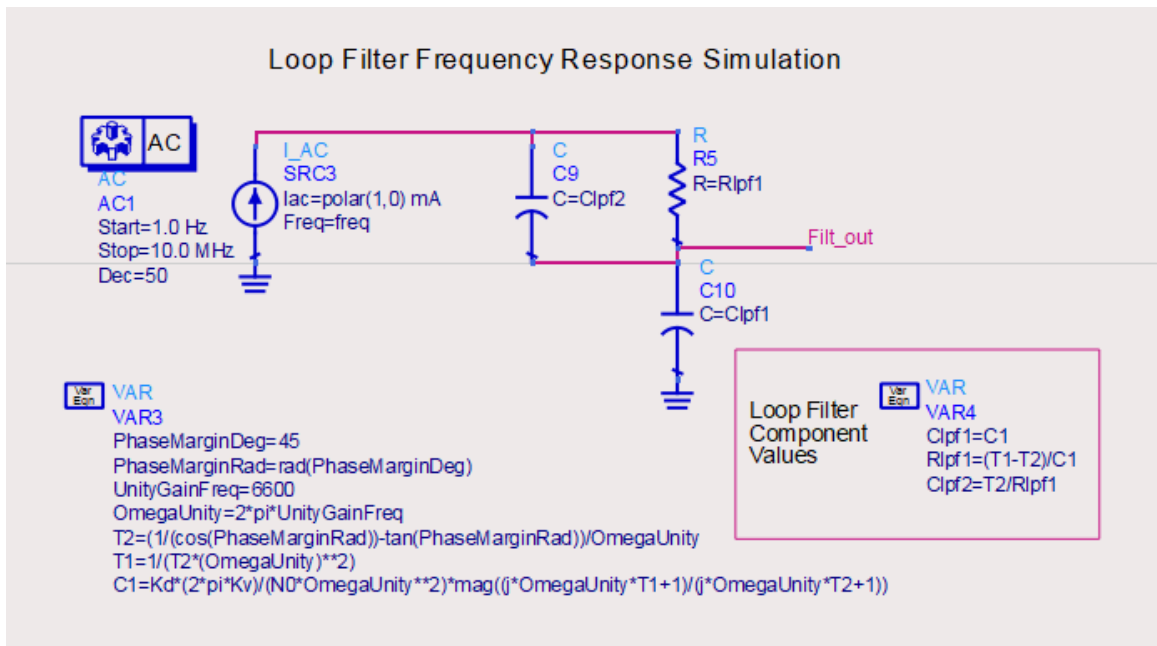 Loop Filter Frequency Response Simulation
AC
AC
AC1
Start=1.0 Hz
Stop=10.0 MHz
Dec=50
I_AC
SRC3
Iac=polar(1,0) mA
Freq=freq
C
C9
C=Clpf2
R
R5
R=Rlpf1
Filt_out
C
C10
C=Clpf1
Var
Eqn
VAR
VAR3
PhaseMarginDeg=45
PhaseMarginRad=rad(PhaseMarginDeg)
UnityGainFreq=6600
OmegaUnity=2*pi*UnityGainFreq
T2=(1/(cos(PhaseMarginRad))-tan(PhaseMarginRad))/OmegaUnity
T1=1/(T2*(OmegaUnity)**2)
C1=Kd*(2*pi*Kv)/(N0*OmegaUnity**2)*mag((j*OmegaUnity*T1+1)/(j*OmegaUnity*T2+1))
Loop Filter
Component
Values
Var
Eqn
VAR
VAR4
Clpf1=C1
Rlpf1=(T1-T2)/C1
Clpf2=T2/Rlpf1